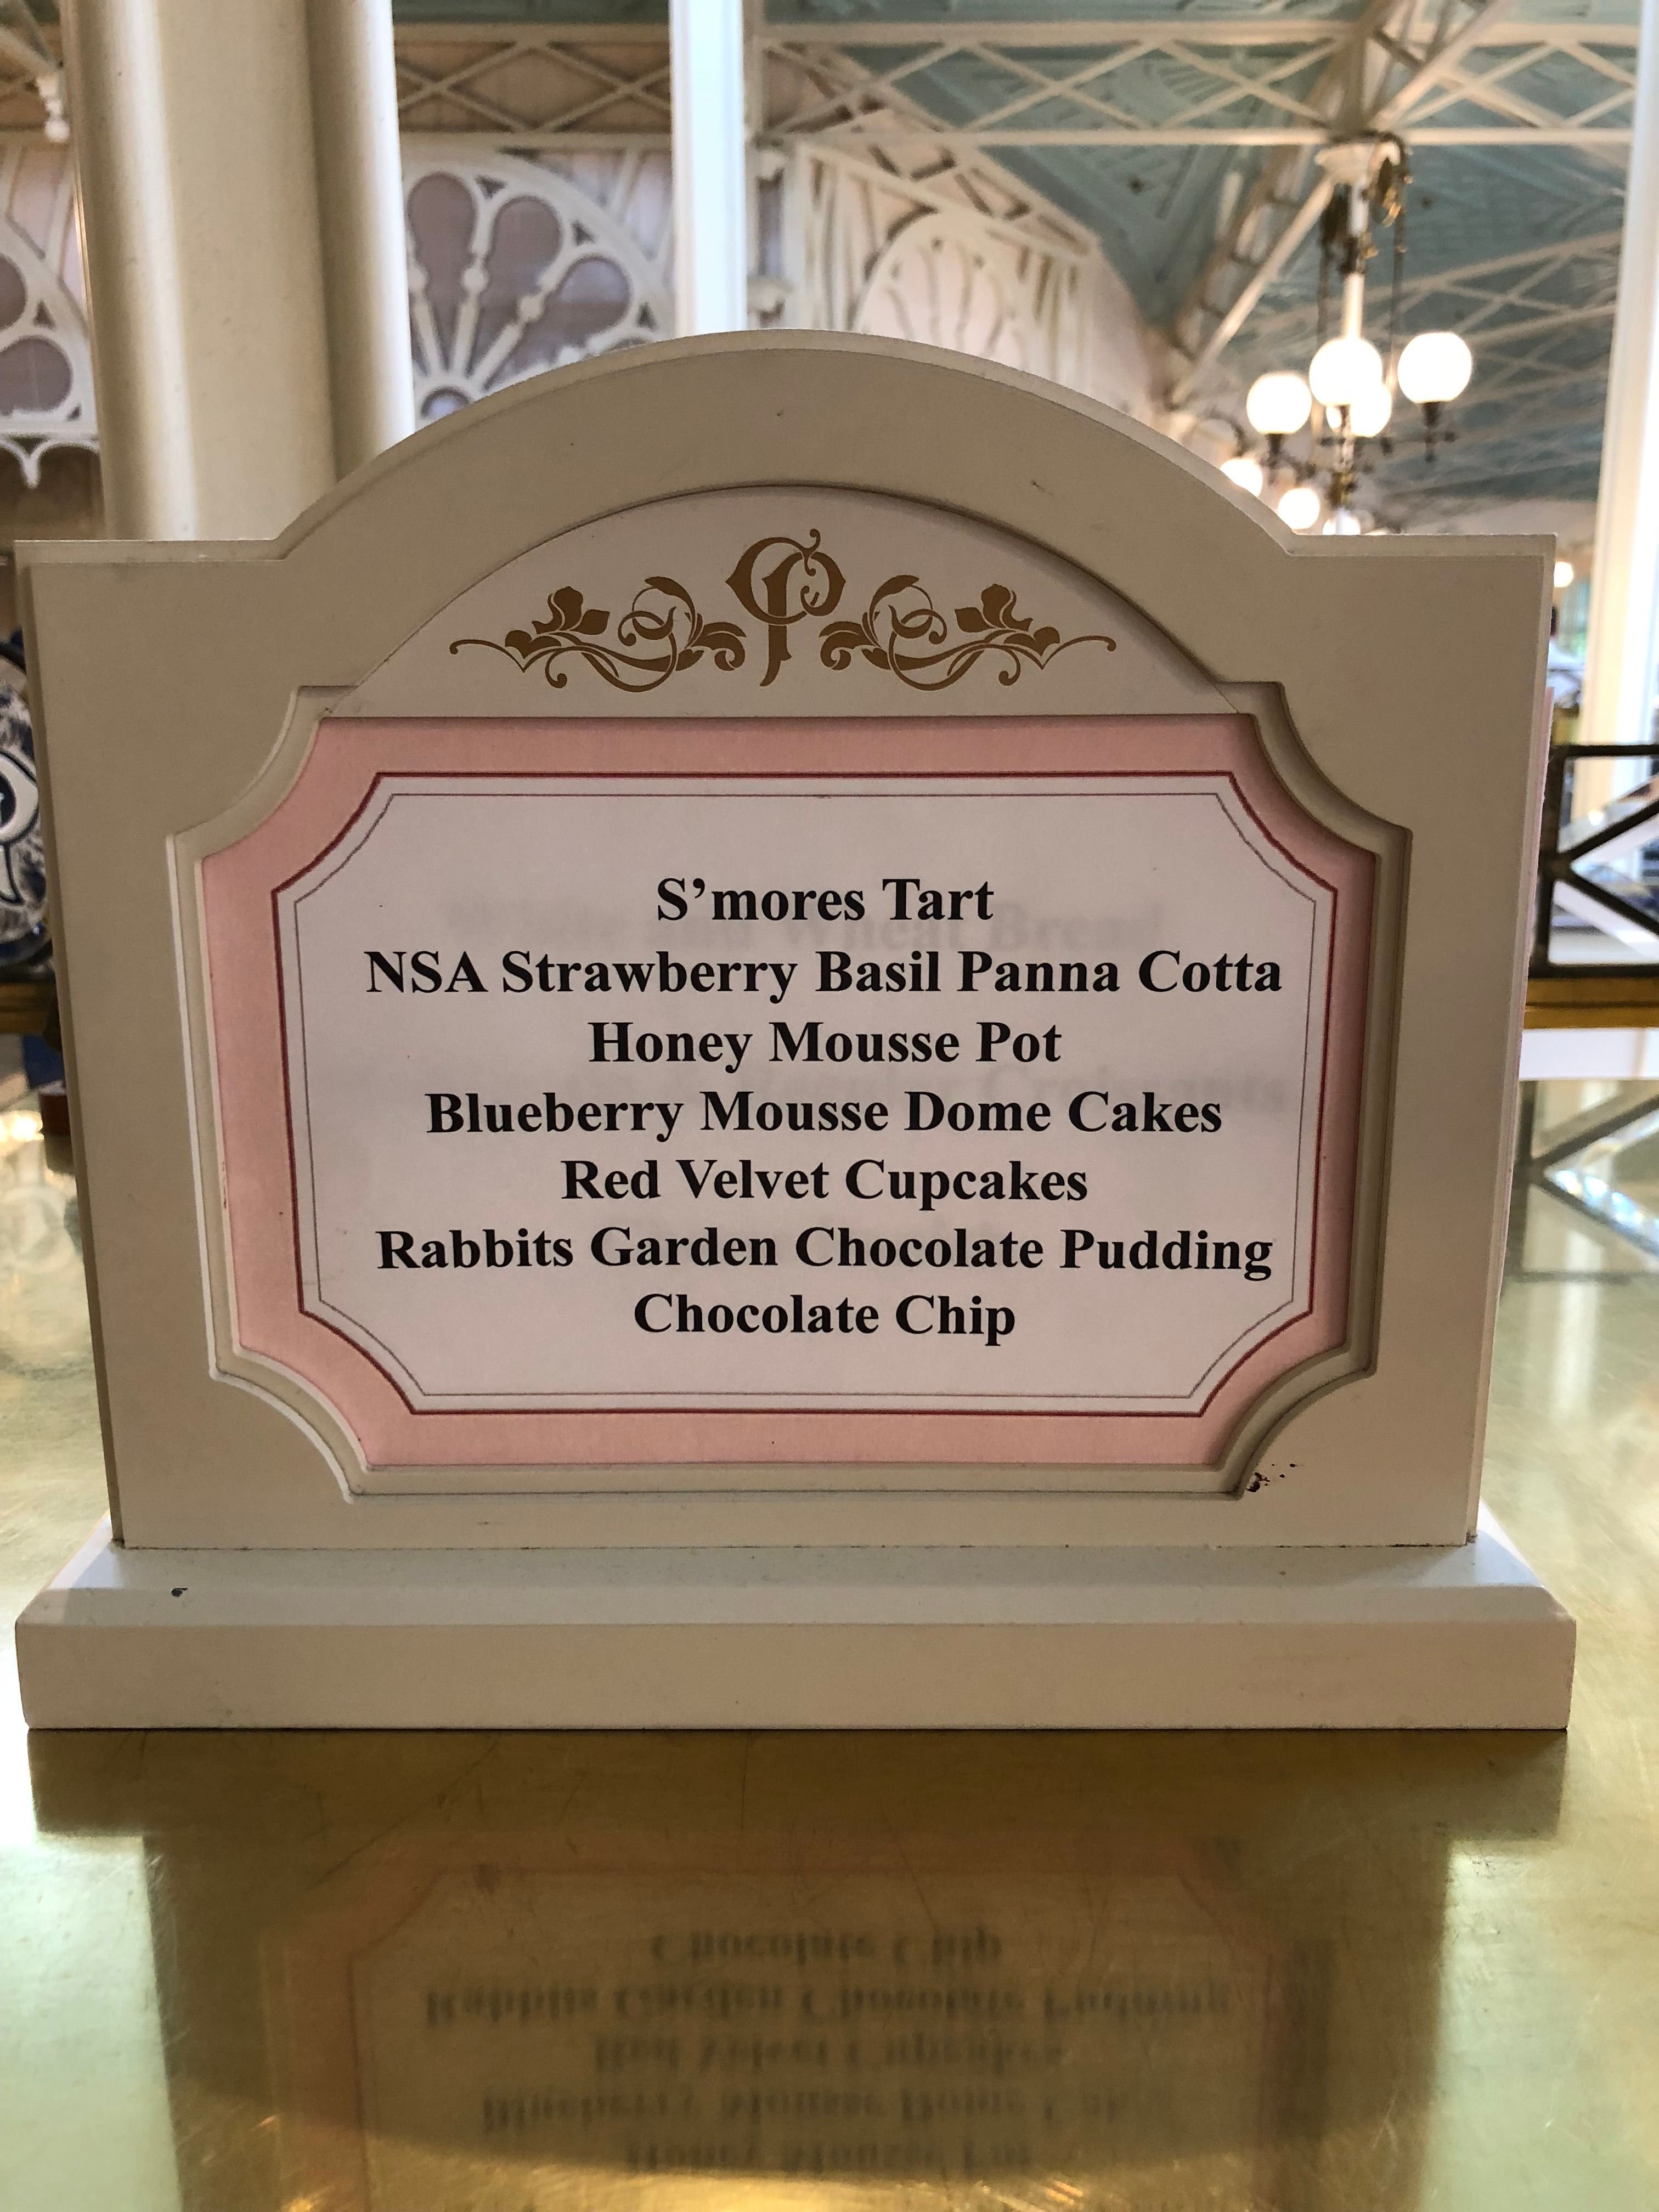 CP
S’mores Tart
NSA Strawberry Basil Panna Cotta
Honey Mousse Pot
Blueberry Mousse Dome Cakes
Red Velvet Cupcakes
Rabbits Garden Chocolate Pudding
Chocolate Chip